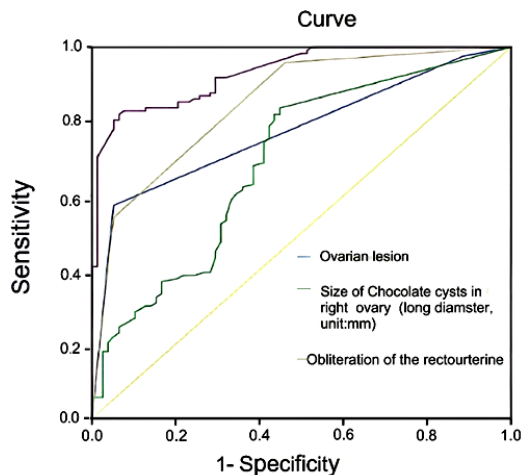 Curve
1.0
0.8
0.6
0.4
0.2
0.0
Sensitivity
Ovarian lesion
Size of Chocolate cysts in
right ovary (long diamster,
unit:mm)
Obliteration of the rectourterine
0.0
0.2
0.4
0.6
0.8
1.0
1- Specificity